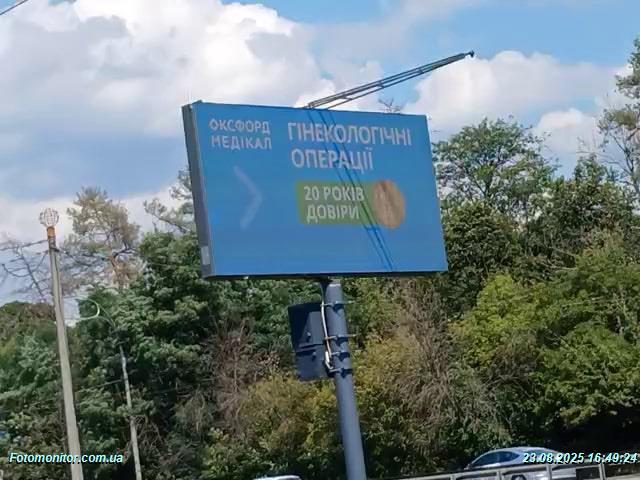 ОКСФОРД
МЕДІКАЛ
ГІНЕКОЛОГІЧНІ
ОПЕРАЦІЇ
20 РОКІВ
ДОВІРИ
Fotomonitor.com.ua
23.08.2025 16:49:24